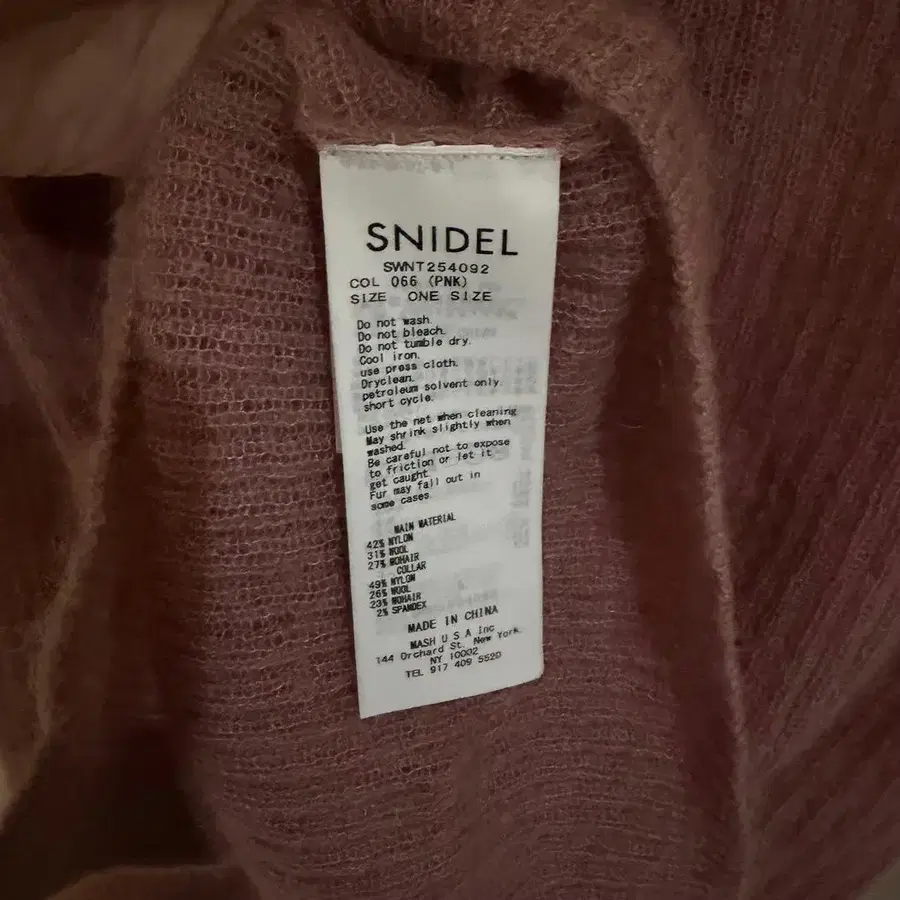 SNIDEL
SWNT254092
COL 066 (PNK)
SIZE ONE SIZE
Do not wash.
Do not bleach.
Do not tumble dry.
Cool iron.
use press cloth.
Dryclean.
petroleum solvent only.
short cycle.
Use the net when cleaning
May shrink slightly when
washed.
Be careful not to expose
to friction or let it
get caught.
Fur may fall out in
some cases.
MAIN MATERIAL
42% NYLON
31% WOOL
27% MOHAIR
COLLAR
49% NYLON
26% WOOL
23% MOHAIR
2% SPANDEX
MADE IN CHINA
MASH U S A Inc
144 Orchard St. New York.
NY 10002
TEL 917 409 5520